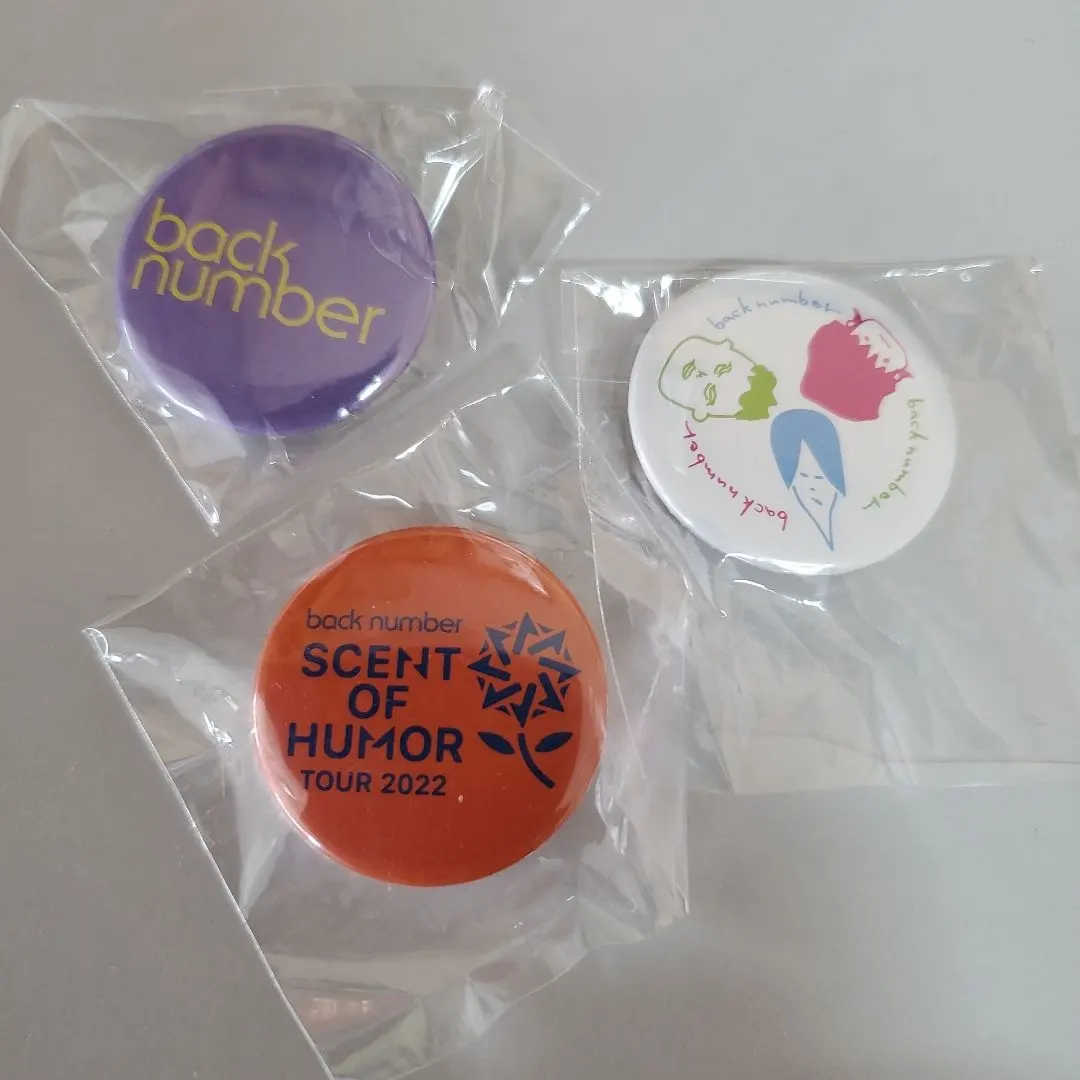 back
number
back number
back number
back number
back number
SCENT
OF
HUMOR
TOUR 2022